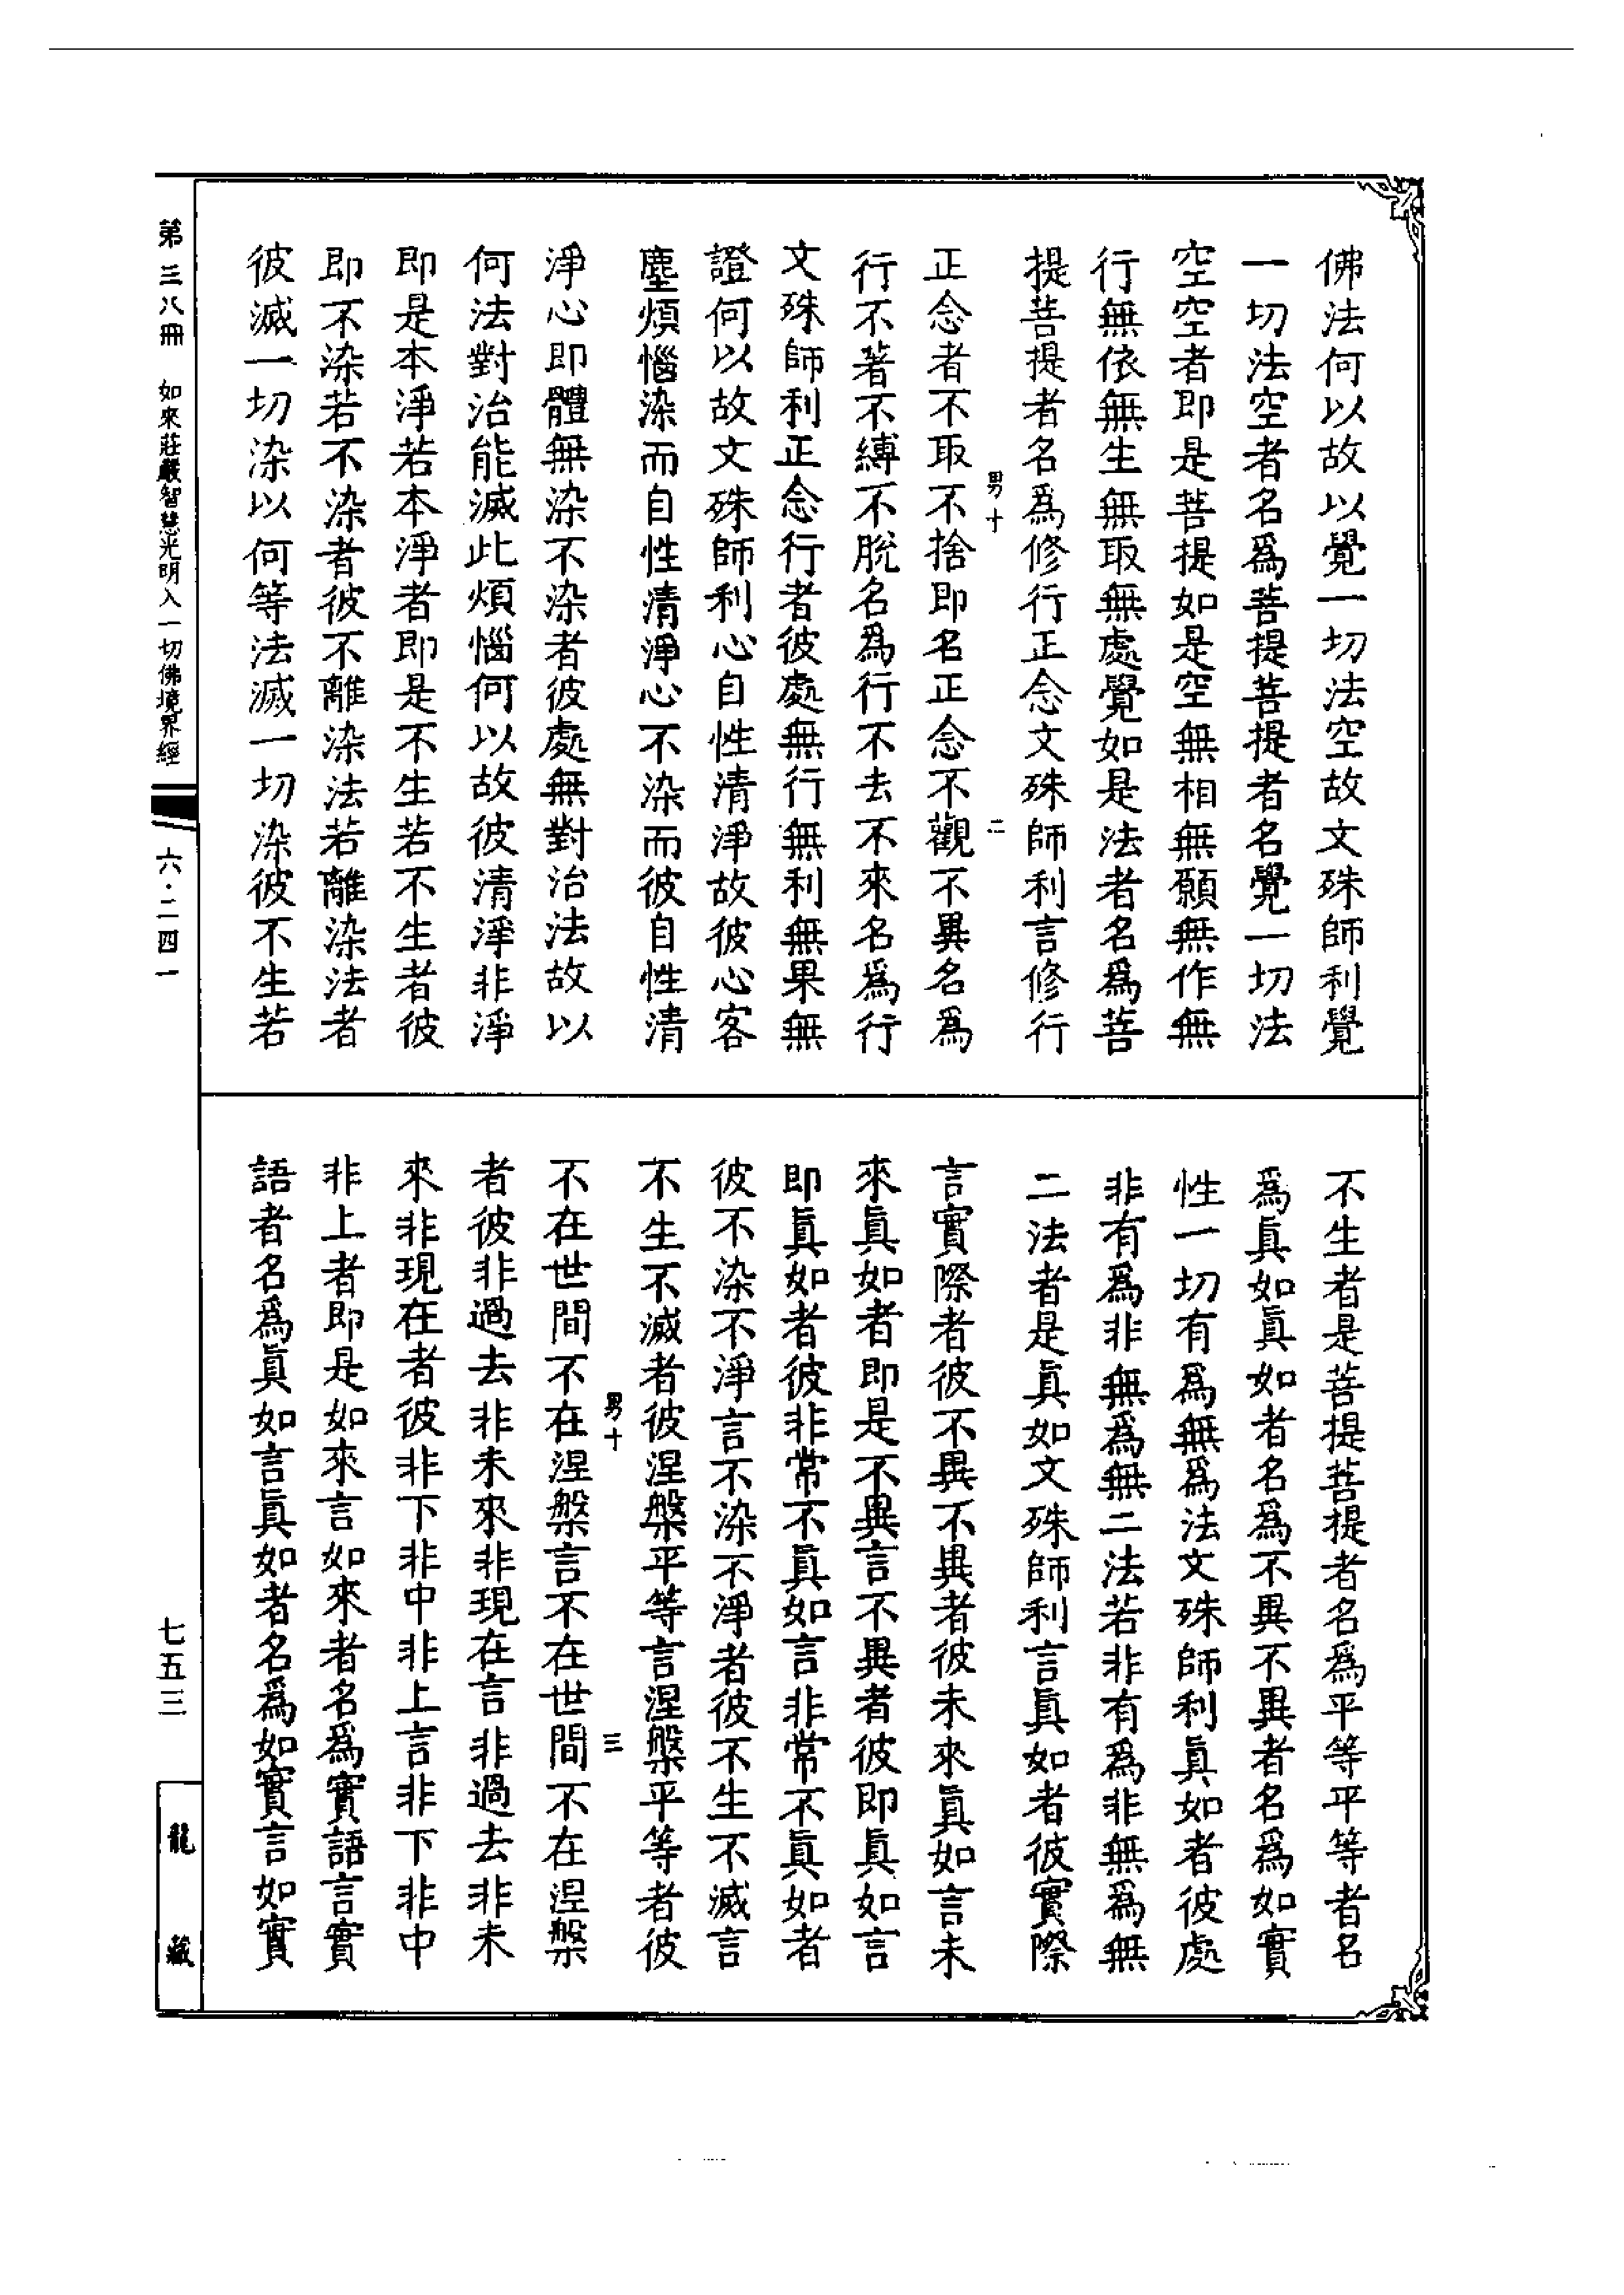 佛法何以故以覺一切法空故文殊師利覺
一切法空者名爲菩提菩提者名覺一切法
空空者即是菩提如是空無相無願無作無
行無依無生無取無處覺如是法者名爲菩
提菩提者名爲修行正念文殊師利言修行
男十 二
正念者不取不捨即名正念不觀不異名爲
行不著不縛不脫名爲行不去不來名爲行
文殊師利正念行者彼處無行無利無果無
證何以故文殊師利心自性清淨故彼心客
塵煩惱染而自性清淨心不染而彼自性清
淨心即體無染不染者彼處無對治法故以
何法對治能滅此煩惱何以故彼清淨非淨
即是本淨若本淨者即是不生若不生者彼
即不染若不染者彼不離染法若離染法者
彼滅一切染以何等法滅一切染彼不生若
不生者是菩提菩提者名爲平等平等者名
爲眞如眞如者名爲不異不異者名爲如實
性一切有爲無爲法文殊師利眞如者彼處
非有爲非無爲無二法若非有爲非無爲無
二法者是眞如文殊師利言眞如者彼實際
言實際者彼不異不異者彼未來眞如言未
來眞如者即是不異言不異者彼即眞如言
即眞如者彼非常不眞如言非常不眞如者
彼不染不淨言不染不淨者彼不生不滅言
不生不滅者彼涅槃平等言涅槃平等者彼
男十 三
不在世間不在涅槃言不在世間不在涅槃
者彼非過去非未來非現在言非過去非未
來非現在者彼非下非中非上言非下非中
非上者即是如來言如來者名爲實語言實
語者名爲眞如言眞如者名爲如實言如實
第三八冊 如來莊嚴智慧光明入一切佛境界經
六·二四一
七五三
龍藏